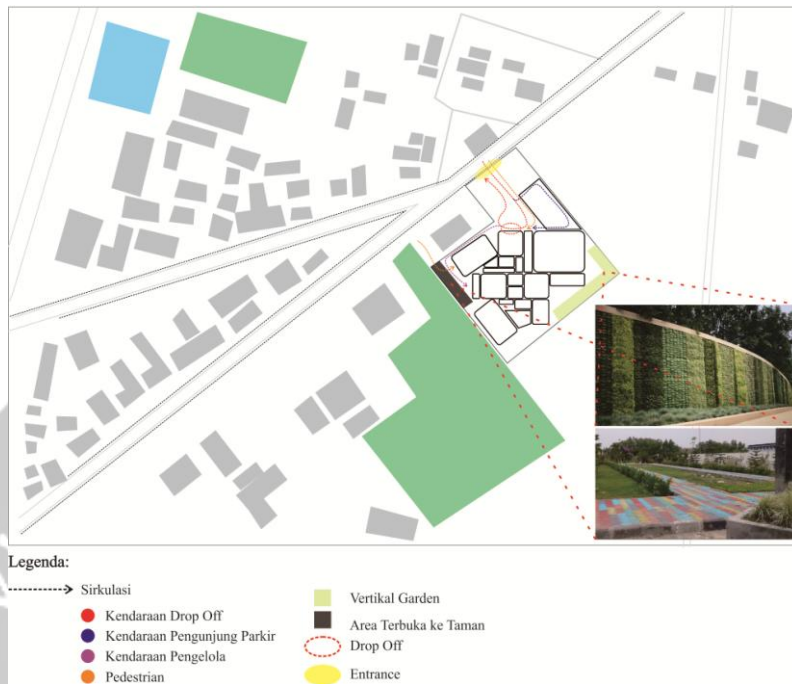 Legenda:
Sirkulasi
Kendaraan Drop Off
Kendaraan Pengunjung Parkir
Kendaraan Pengelola
Pedestrian
Vertikal Garden
Area Terbuka ke Taman
Drop Off
Entrance